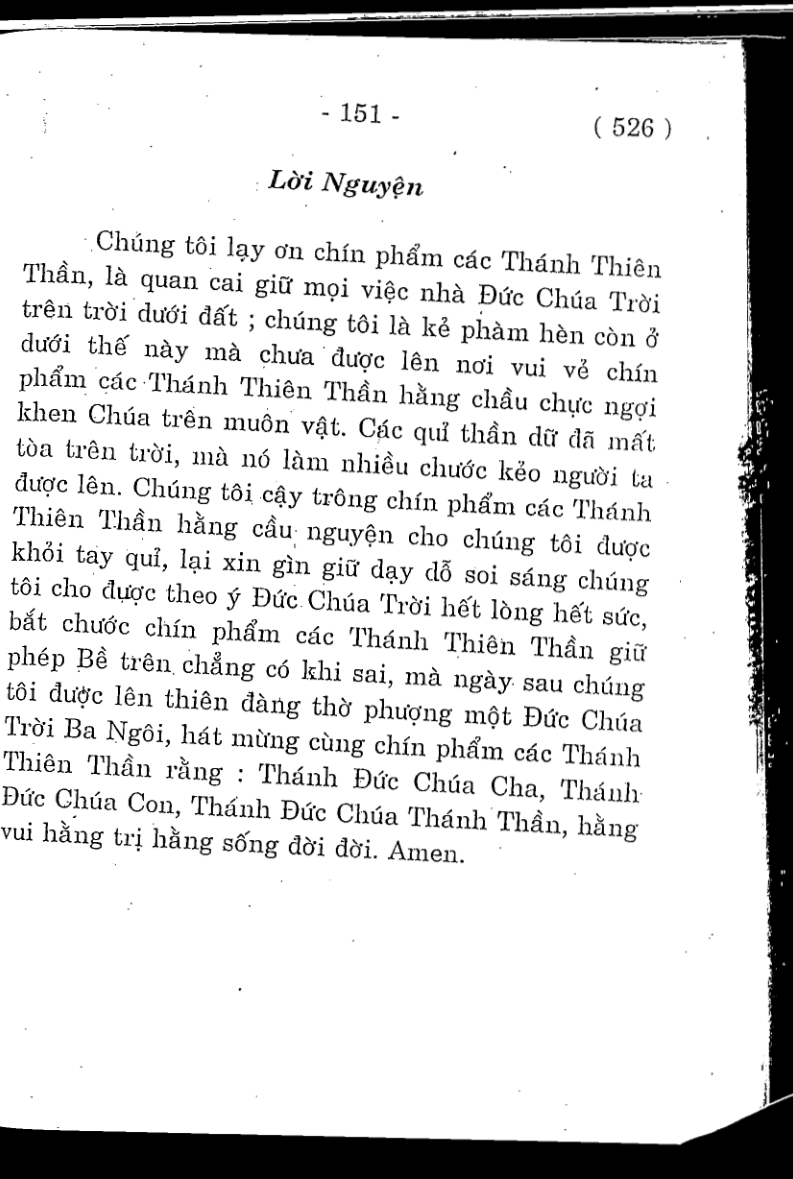 - 151 -
( 526 )
Lời Nguyện
Chúng tôi lạy ơn chín phẩm các Thánh Thiên
Thần, là quan cai giữ mọi việc nhà Đức Chúa Trời
trên trời dưới đất ; chúng tôi là kẻ phàm hèn còn ở
dưới thế này mà chưa được lên nơi vui vẻ chín
phẩm các Thánh Thiên Thần hằng chầu chực ngợi
khen Chúa trên muôn vật. Các quỉ thần dữ đã mất
tòa trên trời, mà nó làm nhiều chước kẻo người ta
được lên. Chúng tôi cậy trông chín phẩm các Thánh
Thiên Thần hằng cầu nguyện cho chúng tôi được
khỏi tay quỉ, lại xin gìn giữ dạy dỗ soi sáng chúng
tôi cho được theo ý Đức Chúa Trời hết lòng hết sức,
bắt chước chín phẩm các Thánh Thiên Thần giữ
phép Bề trên chẳng có khi sai, mà ngày sau chúng
tôi được lên thiên đàng thờ phượng một Đức Chúa
Trời Ba Ngôi, hát mừng cùng chín phẩm các Thánh
Thiên Thần rằng : Thánh Đức Chúa Cha, Thánh
Đức Chúa Con, Thánh Đức Chúa Thánh Thần, hằng
vui hằng trị hằng sống đời đời. Amen.